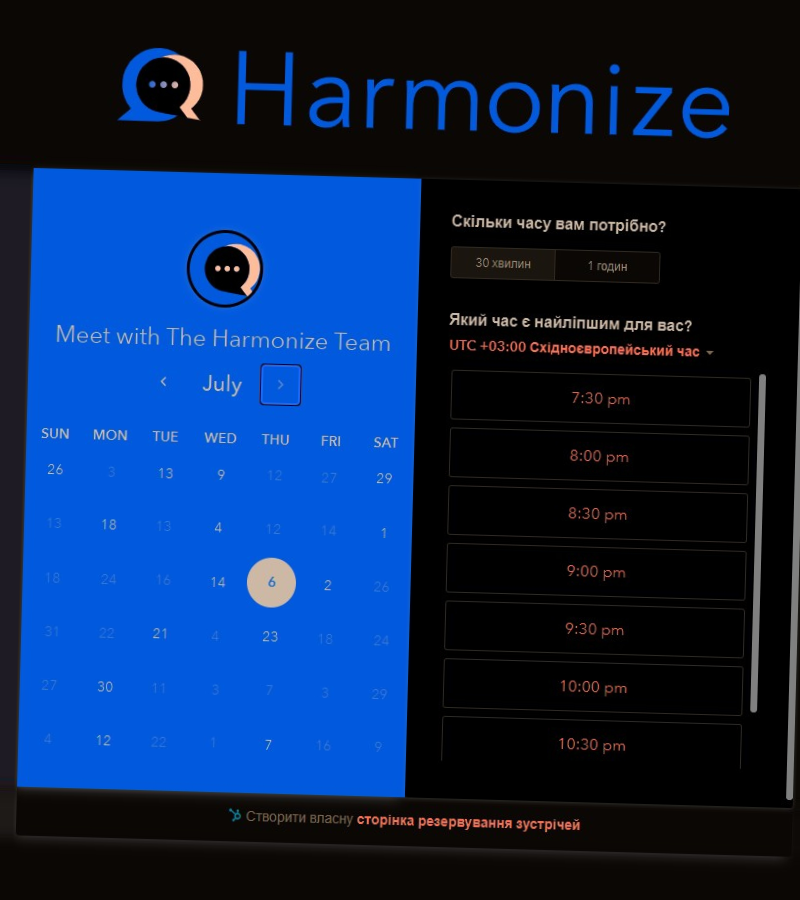 Harmonize
Meet with The Harmonize Team
July
SUN MON TUE WED THU FRI SAT
26 3 13 9 12 27 29
13 18 13 4 12 14 1
18 24 16 14 6 2 26
31 22 21 4 23 18 24
27 30 11 3 7 3 29
4 12 22 1 7 16 9
Скільки часу вам потрібно?
30 хвилин 1 годин
Який час є найліпшим для вас?
UTC +03:00 Східноєвропейський час
7:30 pm
8:00 pm
8:30 pm
9:00 pm
9:30 pm
10:00 pm
10:30 pm
Створити власну сторінка резервування зустрічей